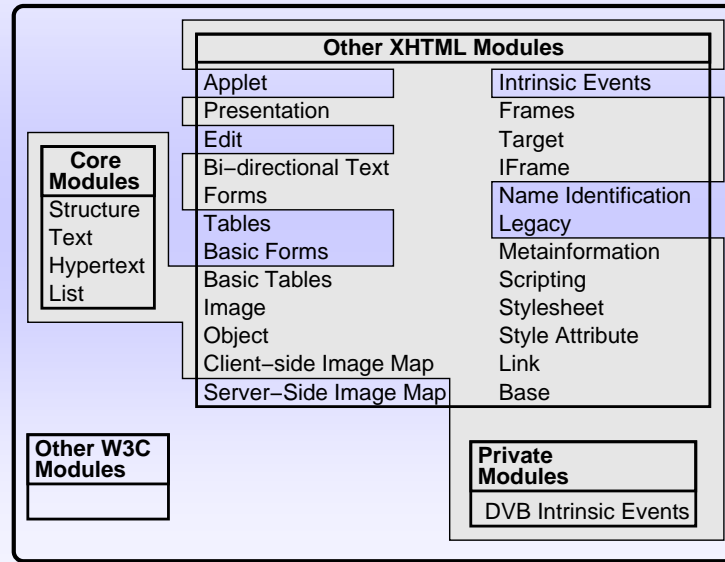 Other XHTML Modules
Applet
Presentation
Edit
Bi−directional Text
Forms
Tables
Basic Forms
Basic Tables
Image
Object
Client−side Image Map
Server−Side Image Map
Intrinsic Events
Frames
Target
IFrame
Name Identification
Legacy
Metainformation
Scripting
Stylesheet
Style Attribute
Link
Base
Core
Modules
Structure
Text
Hypertext
List
Other W3C
Modules
Private
Modules
DVB Intrinsic Events